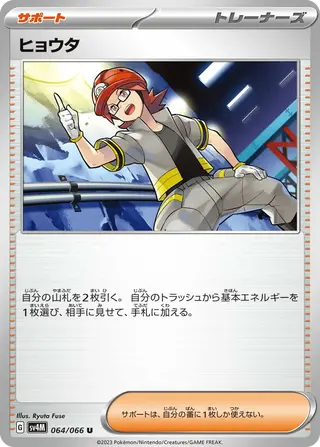 サポート
トレーナーズ
ヒョウタ
自分の山札を2枚引く。自分のトラッシュから基本エネルギーを
1枚選び、相手に見せて、手札に加える。
Illus. Ryuta Fuse
G sv4M 064/066 U
サポートは、自分の番に1枚しか使えない。
©2023 Pokémon/Nintendo/Creatures/GAME FREAK.